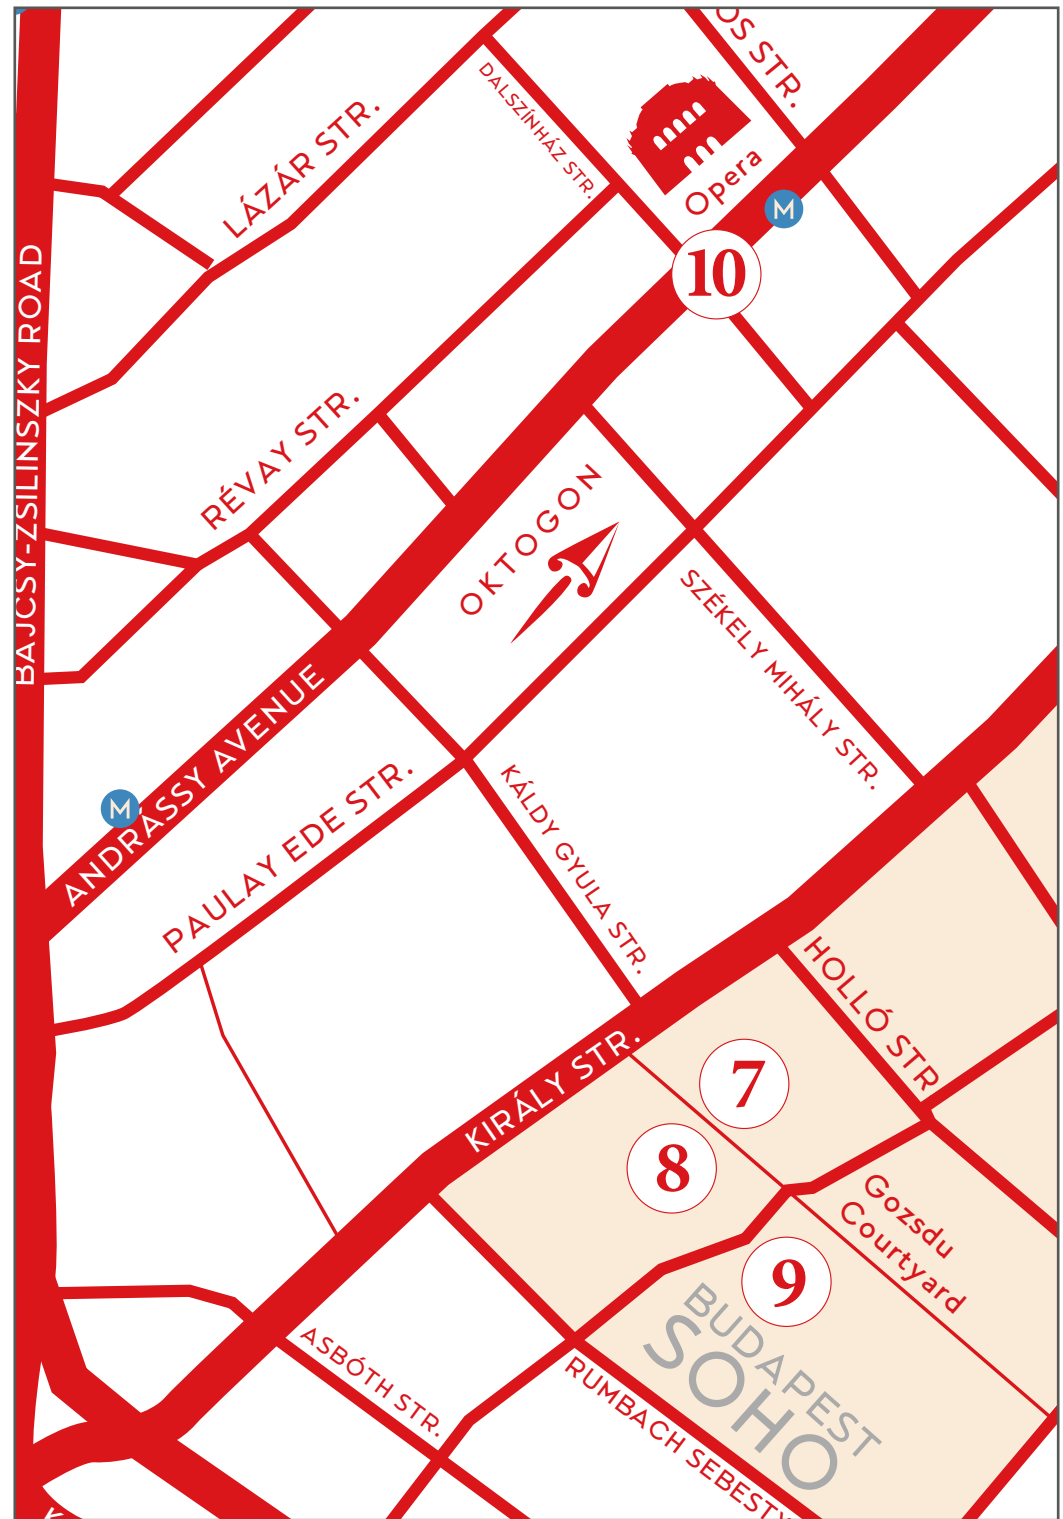 OS STR.
DALSZÍNHÁZ STR.
LÁZÁR STR.
Opera
M
10
BAJCSY-ZSILINSZKY ROAD
RÉVAY STR.
OKTOGON
SZÉKELY MIHÁLY STR.
ANDRÁSSY AVENUE
M
PAULAY EDE STR.
KÁLDY GYULA STR.
HOLLÓ STR
KIRÁLY STR.
7
8
Gozsdu
Courtyard
9
BUDAPEST
SOHO
ASBÓTH STR.
RUMBACH SEBESTY
K